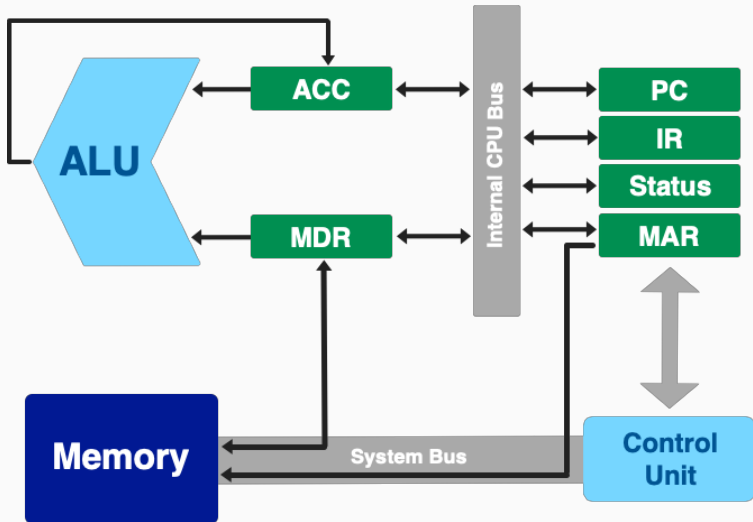 ACC
PC
ALU
Internal CPU Bus
IR
Status
MDR
MAR
Memory
System Bus
Control
Unit